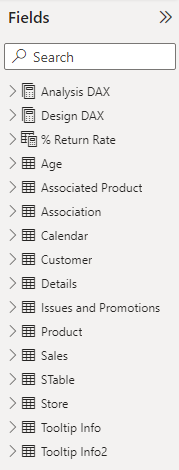 Fields
Search
Analysis DAX
Design DAX
% Return Rate
Age
Associated Product
Association
Calendar
Customer
Details
Issues and Promotions
Product
Sales
STable
Store
Tooltip Info
Tooltip Info2